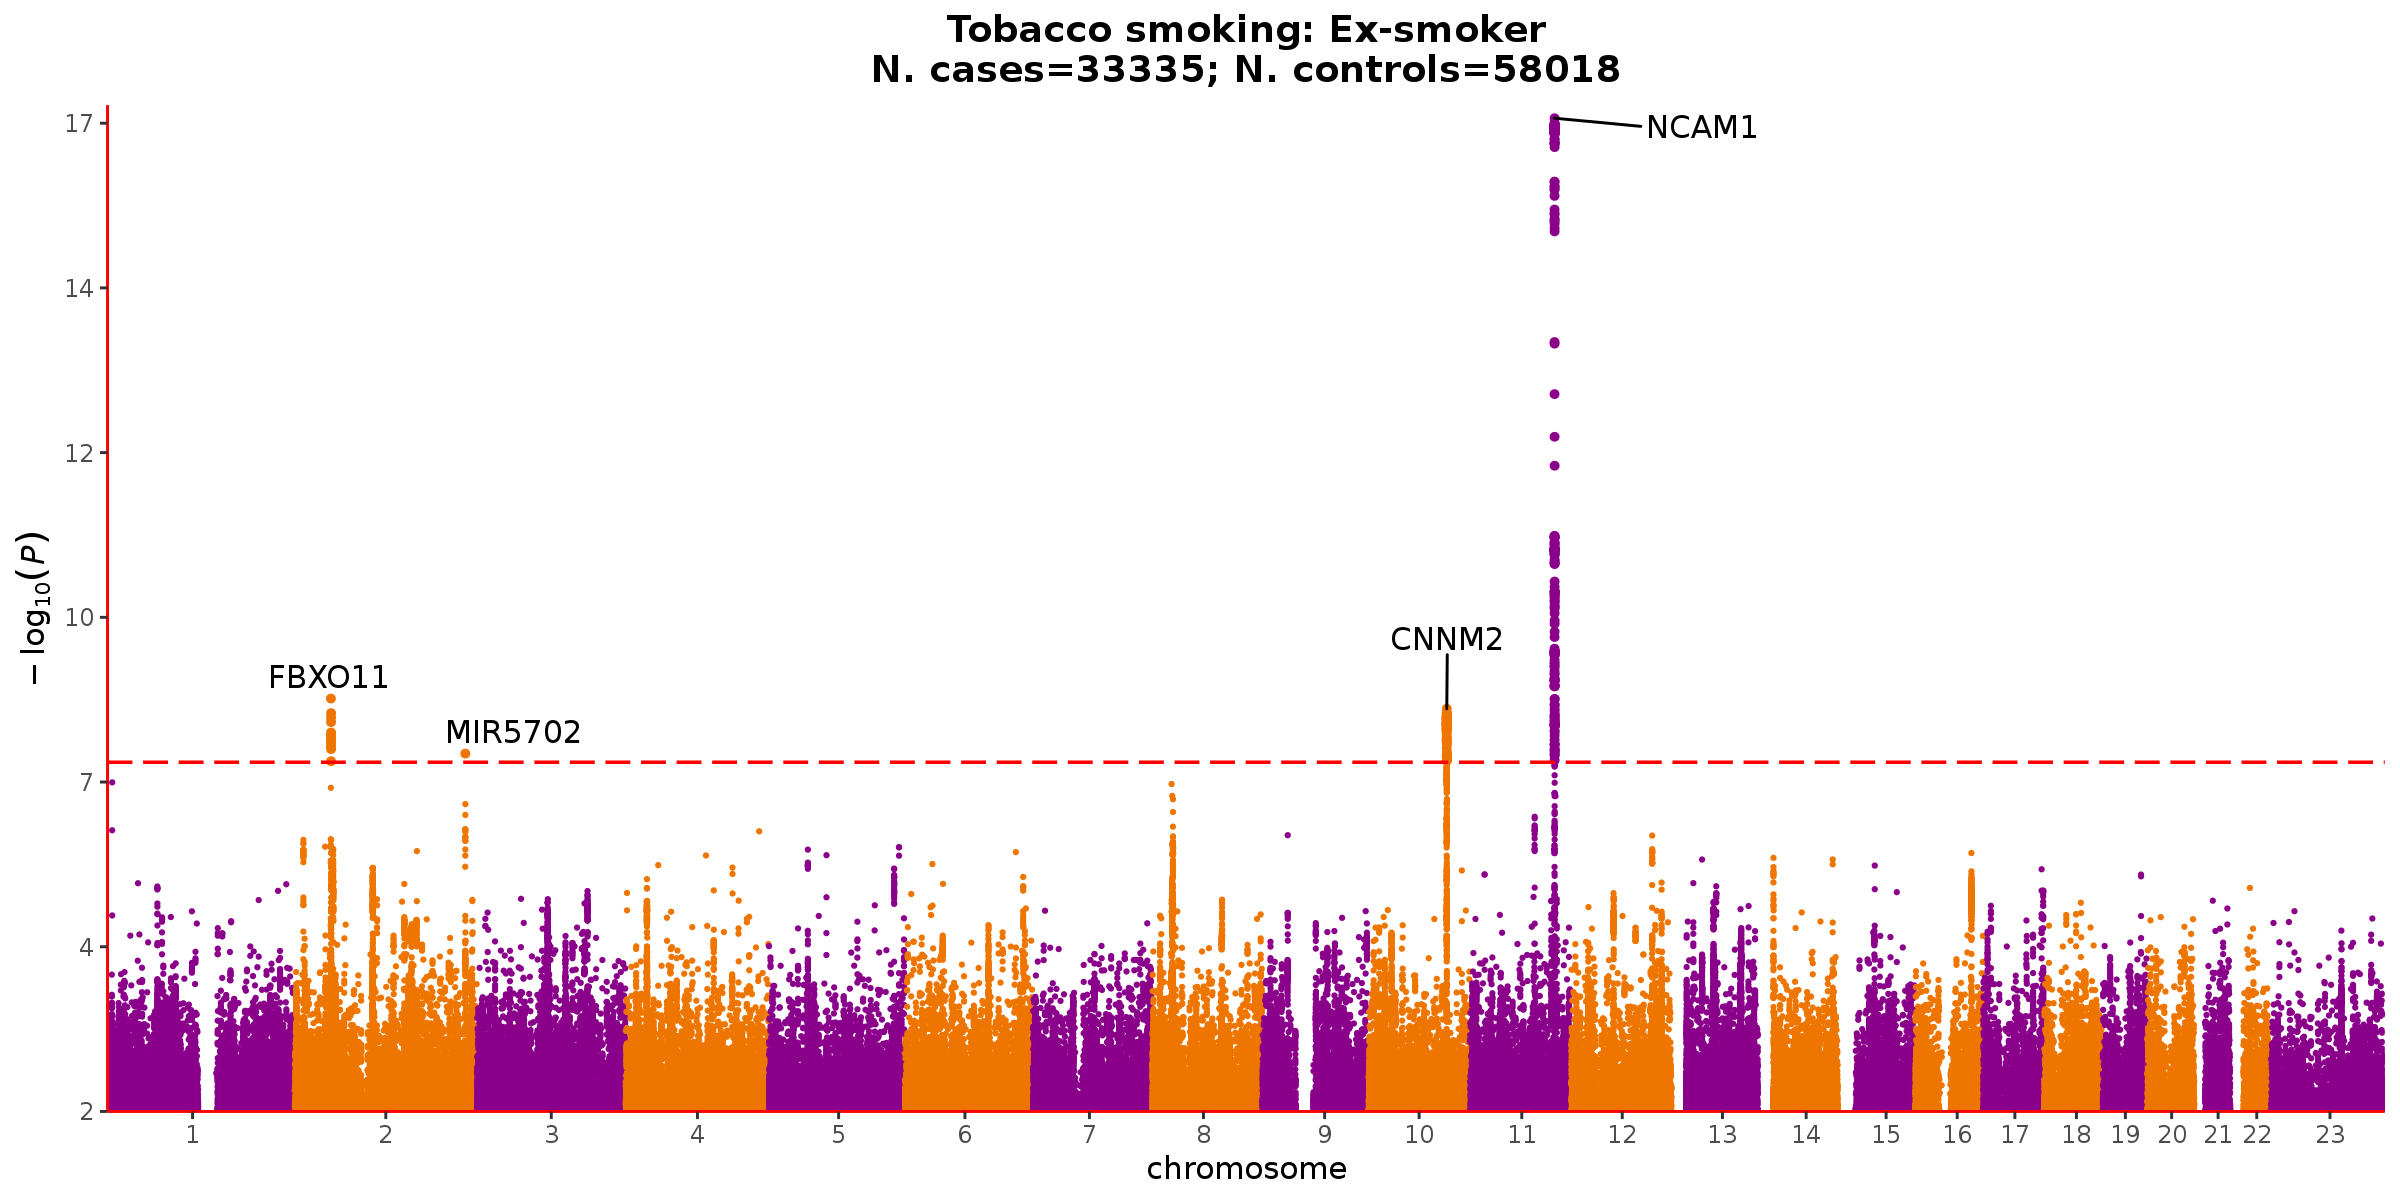 Tobacco smoking: Ex-smoker
N. cases=33335; N. controls=58018
17
14
12
10
7
4
2
−log10(P)
NCAM1
CNNM2
FBXO11
MIR5702
1 2 3 4 5 6 7 8 9 10 11 12 13 14 15 16 17 18 19 20 21 22 23
chromosome